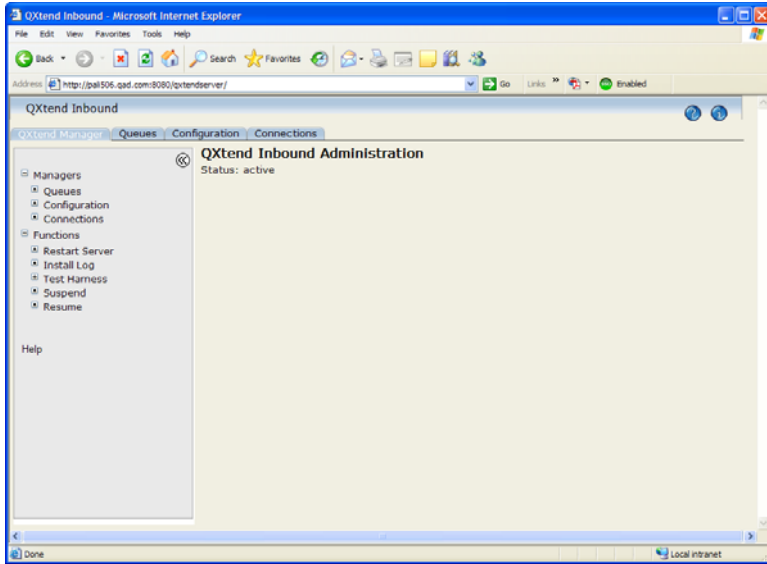 QXtend Inbound - Microsoft Internet Explorer
File Edit View Favorites Tools Help
Back Search Favorites
Address http://pali506.qad.com:8080/qxtendserver/ Go Links Enabled
QXtend Inbound
QXtend Manager Queues Configuration Connections
QXtend Inbound Administration
Status: active
Managers
Queues
Configuration
Connections
Functions
Restart Server
Install Log
Test Harness
Suspend
Resume
Help
Done Local intranet